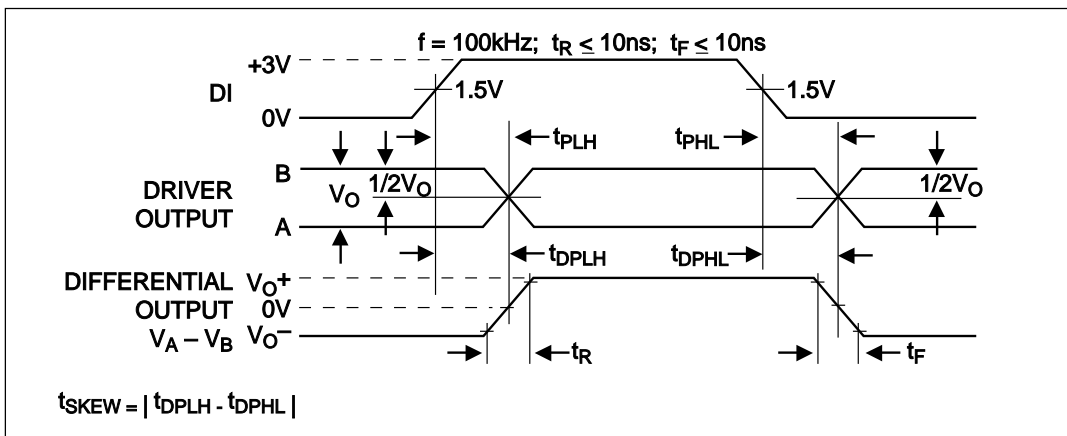 f = 100kHz; tR ≤ 10ns; tF ≤ 10ns
+3V
DI
1.5V
1.5V
0V
tPLH
tPHL
B
DRIVER OUTPUT
VO
1/2VO
1/2VO
A
tDPLH
tDPHL
DIFFERENTIAL
VO+
OUTPUT
0V
VA – VB
VO–
tR
tF
tSKEW = | tDPLH - tDPHL |